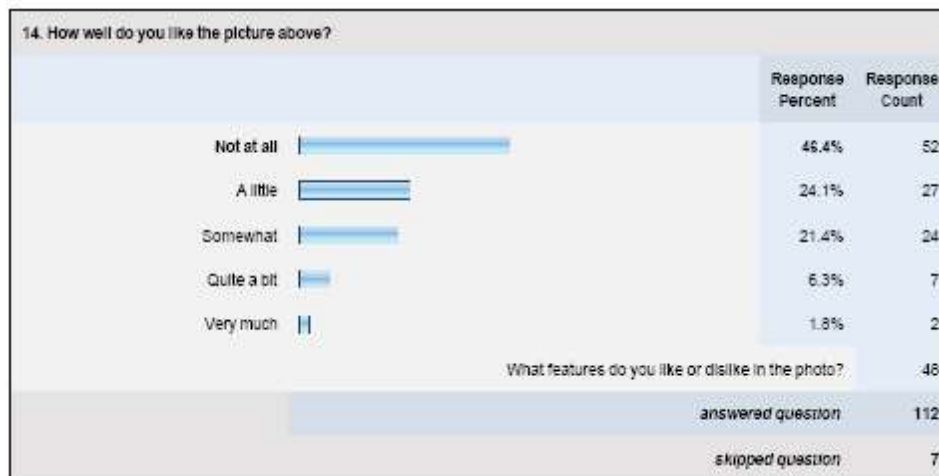 14. How well do you like the picture above?
Response Percent
Response Count
Not at all 46.4% 52
A little 24.1% 27
Somewhat 21.4% 24
Quite a bit 6.3% 7
Very much 1.8% 2
What features do you like or dislike in the photo? 48
answered question 112
skipped question 7